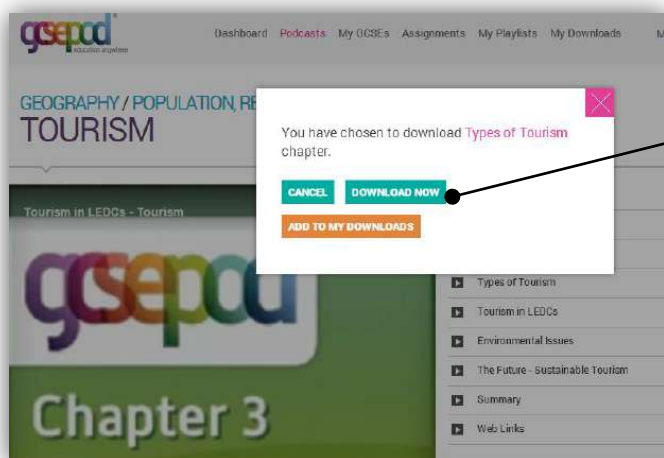 gcsepod
education anywhere
Dashboard Podcasts My GCSEs Assignments My Playlists My Downloads M
GEOGRAPHY / POPULATION, RE
TOURISM
You have chosen to download Types of Tourism
chapter.
CANCEL DOWNLOAD NOW
ADD TO MY DOWNLOADS
Tourism in LEDCs - Tourism
gcsepod
Chapter 3
Types of Tourism
Tourism in LEDCs
Environmental Issues
The Future - Sustainable Tourism
Summary
Web Links